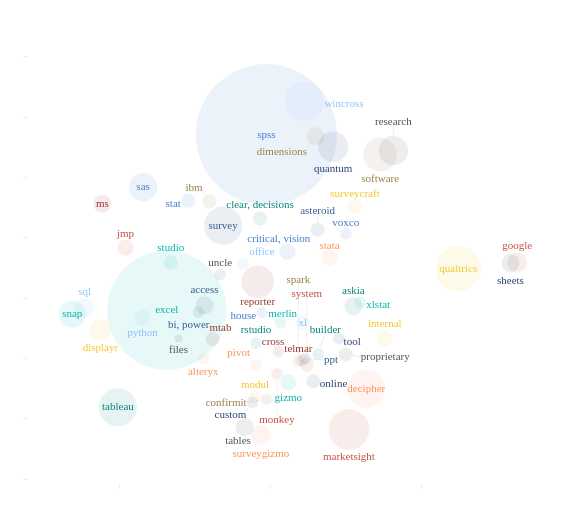 wincross
research
spss
dimensions
quantum
software
sas
ibm
surveycraft
ms
stat
clear, decisions
asteroid
voxco
survey
jmp
studio
critical, vision
office
stata
google
uncle
qualtrics
spark
sheets
sql
access
reporter
system
askia
xlstat
snap
excel
house
merlin
xl
internal
python
bi, power
mtab
rstudio
builder
displayr
files
pivot
cross
telmar
tool
ppt
proprietary
alteryx
modul
online
decipher
tableau
confirmit
gizmo
custom
monkey
tables
surveygizmo
marketsight